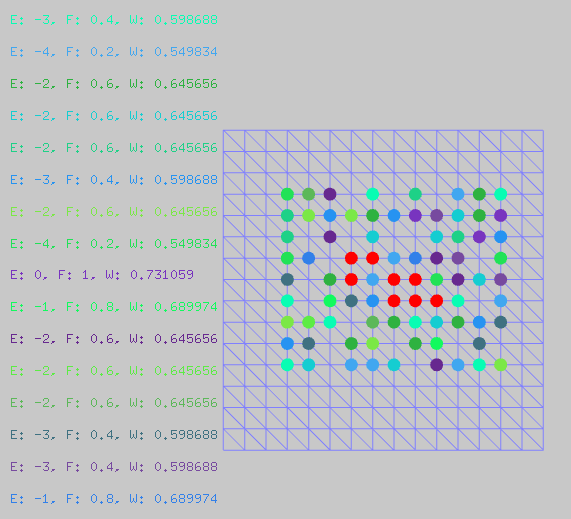 E: -3, F: 0.4, W: 0.598688
E: -4, F: 0.2, W: 0.549834
E: -2, F: 0.6, W: 0.645656
E: -2, F: 0.6, W: 0.645656
E: -2, F: 0.6, W: 0.645656
E: -3, F: 0.4, W: 0.598688
E: -2, F: 0.6, W: 0.645656
E: -4, F: 0.2, W: 0.549834
E: 0, F: 1, W: 0.731059
E: -1, F: 0.8, W: 0.689974
E: -2, F: 0.6, W: 0.645656
E: -2, F: 0.6, W: 0.645656
E: -2, F: 0.6, W: 0.645656
E: -3, F: 0.4, W: 0.598688
E: -3, F: 0.4, W: 0.598688
E: -1, F: 0.8, W: 0.689974